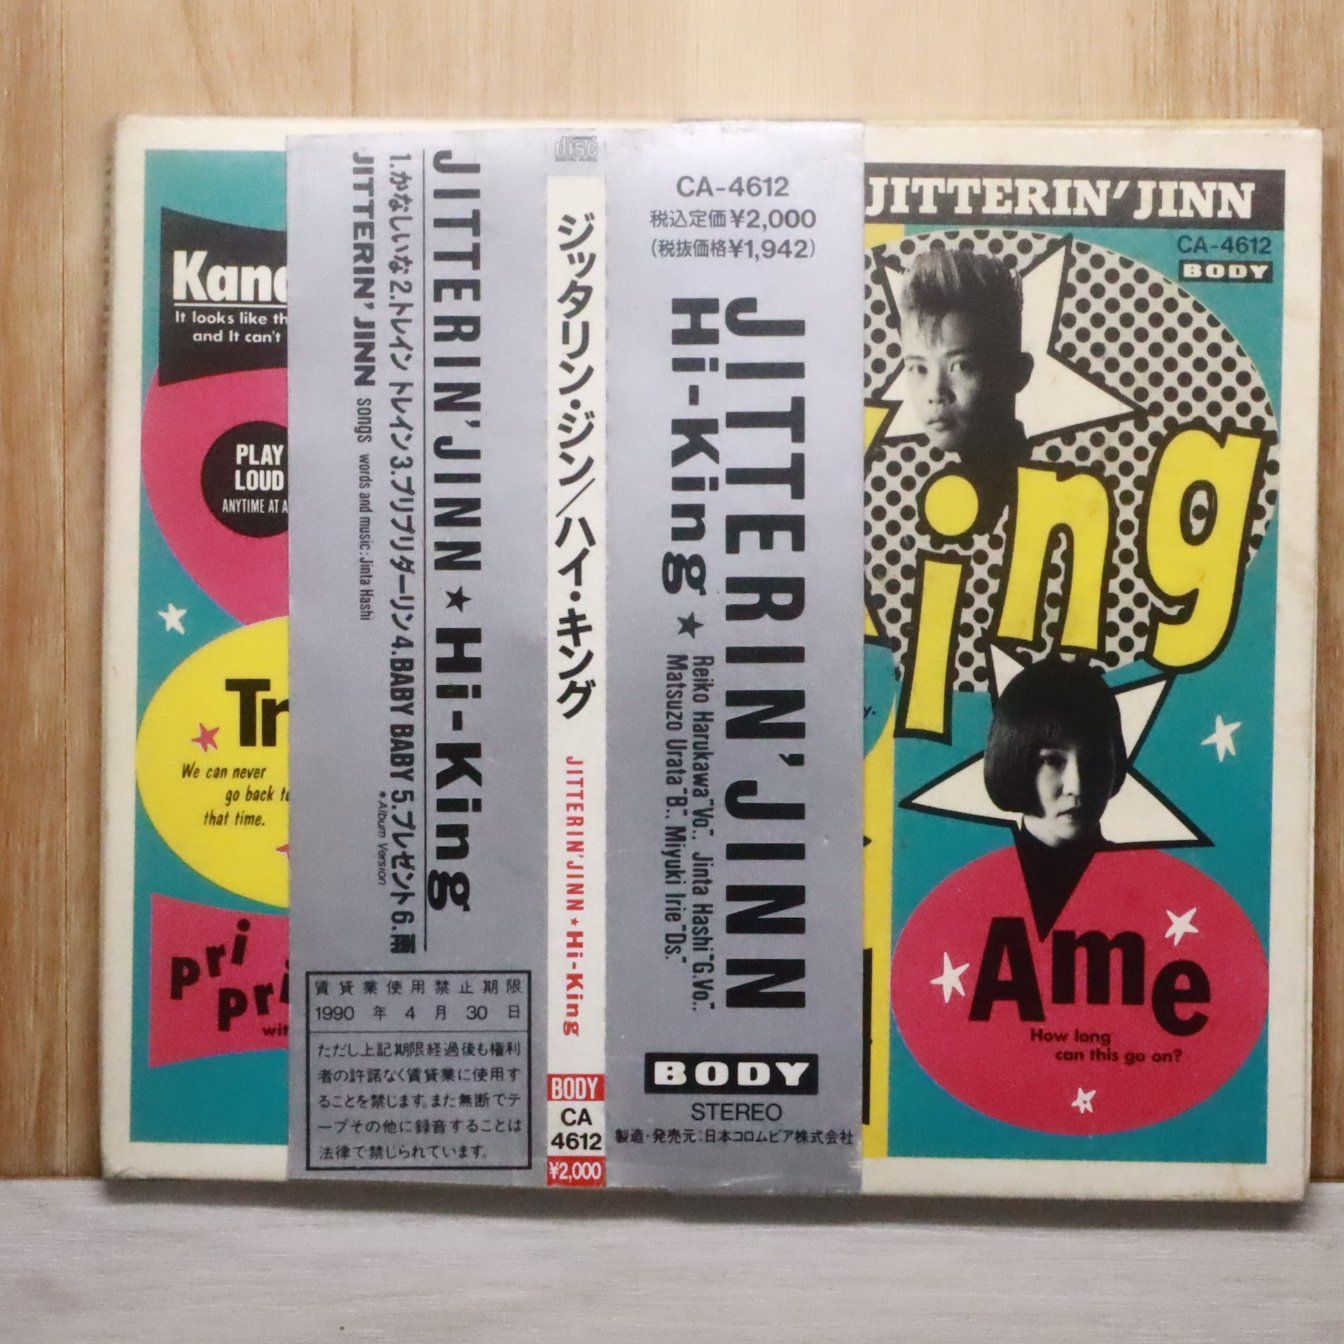 Kana
It looks like th
and It can't
PLAY
LOUD
ANYTIME AT A
Tr
We can never
go back to
that time.
pri
pri
wit
JITTERIN'JINN★Hi-King
1.かなしいな 2.トレイン トレイン 3.プリプリダーリン 4.BABY BABY 5.プレゼント 6.雨
*Album Version
JITTERIN'JINN songs words and music:Jinta Hashi
賃貸業使用禁止期限
1990年4月30日
ただし上記期限経過後も権利
者の許諾なく賃貸業に使用す
ることを禁じます。また無断でテ
ープその他に録音することは
法律で禁じられています。
COMPACT
disc
DIGITAL AUDIO
ジッタリン・ジン/ハイ・キング
JITTERIN'JINN★Hi-King
BODY
CA
4612
¥2,000
CA-4612
税込定価¥2,000
(税抜価格¥1,942)
JITTERIN'JINN
Hi-King★
Reiko Harukawa"Vo.", Jinta Hashi"G.Vo.",
Matsuzo Urata"B.", Miyuki Irie"Ds."
BODY
STEREO
製造・発売元:日本コロムビア株式会社
JITTERIN'JINN
CA-4612
BODY
ing
y.
Ame
How long
can this go on?